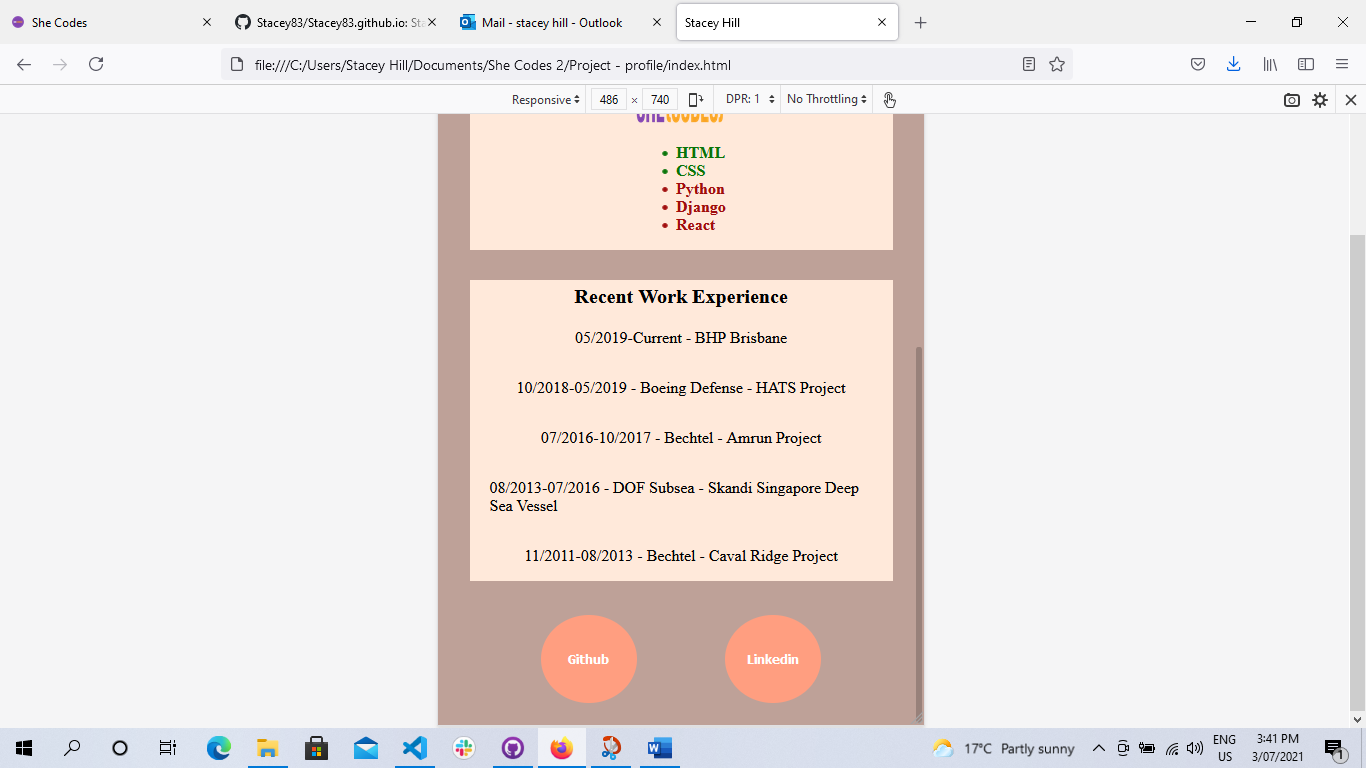 She Codes
Stacey83/Stacey83.github.io: Sta
Mail - stacey hill - Outlook
Stacey Hill
file:///C:/Users/Stacey Hill/Documents/She Codes 2/Project - profile/index.html
Responsive 486 × 740 DPR: 1 No Throttling
HTML
CSS
Python
Django
React
Recent Work Experience
05/2019-Current - BHP Brisbane
10/2018-05/2019 - Boeing Defense - HATS Project
07/2016-10/2017 - Bechtel - Amrun Project
08/2013-07/2016 - DOF Subsea - Skandi Singapore Deep
Sea Vessel
11/2011-08/2013 - Bechtel - Caval Ridge Project
Github
Linkedin
17°C Partly sunny
ENG
US
3:41 PM
3/07/2021
1